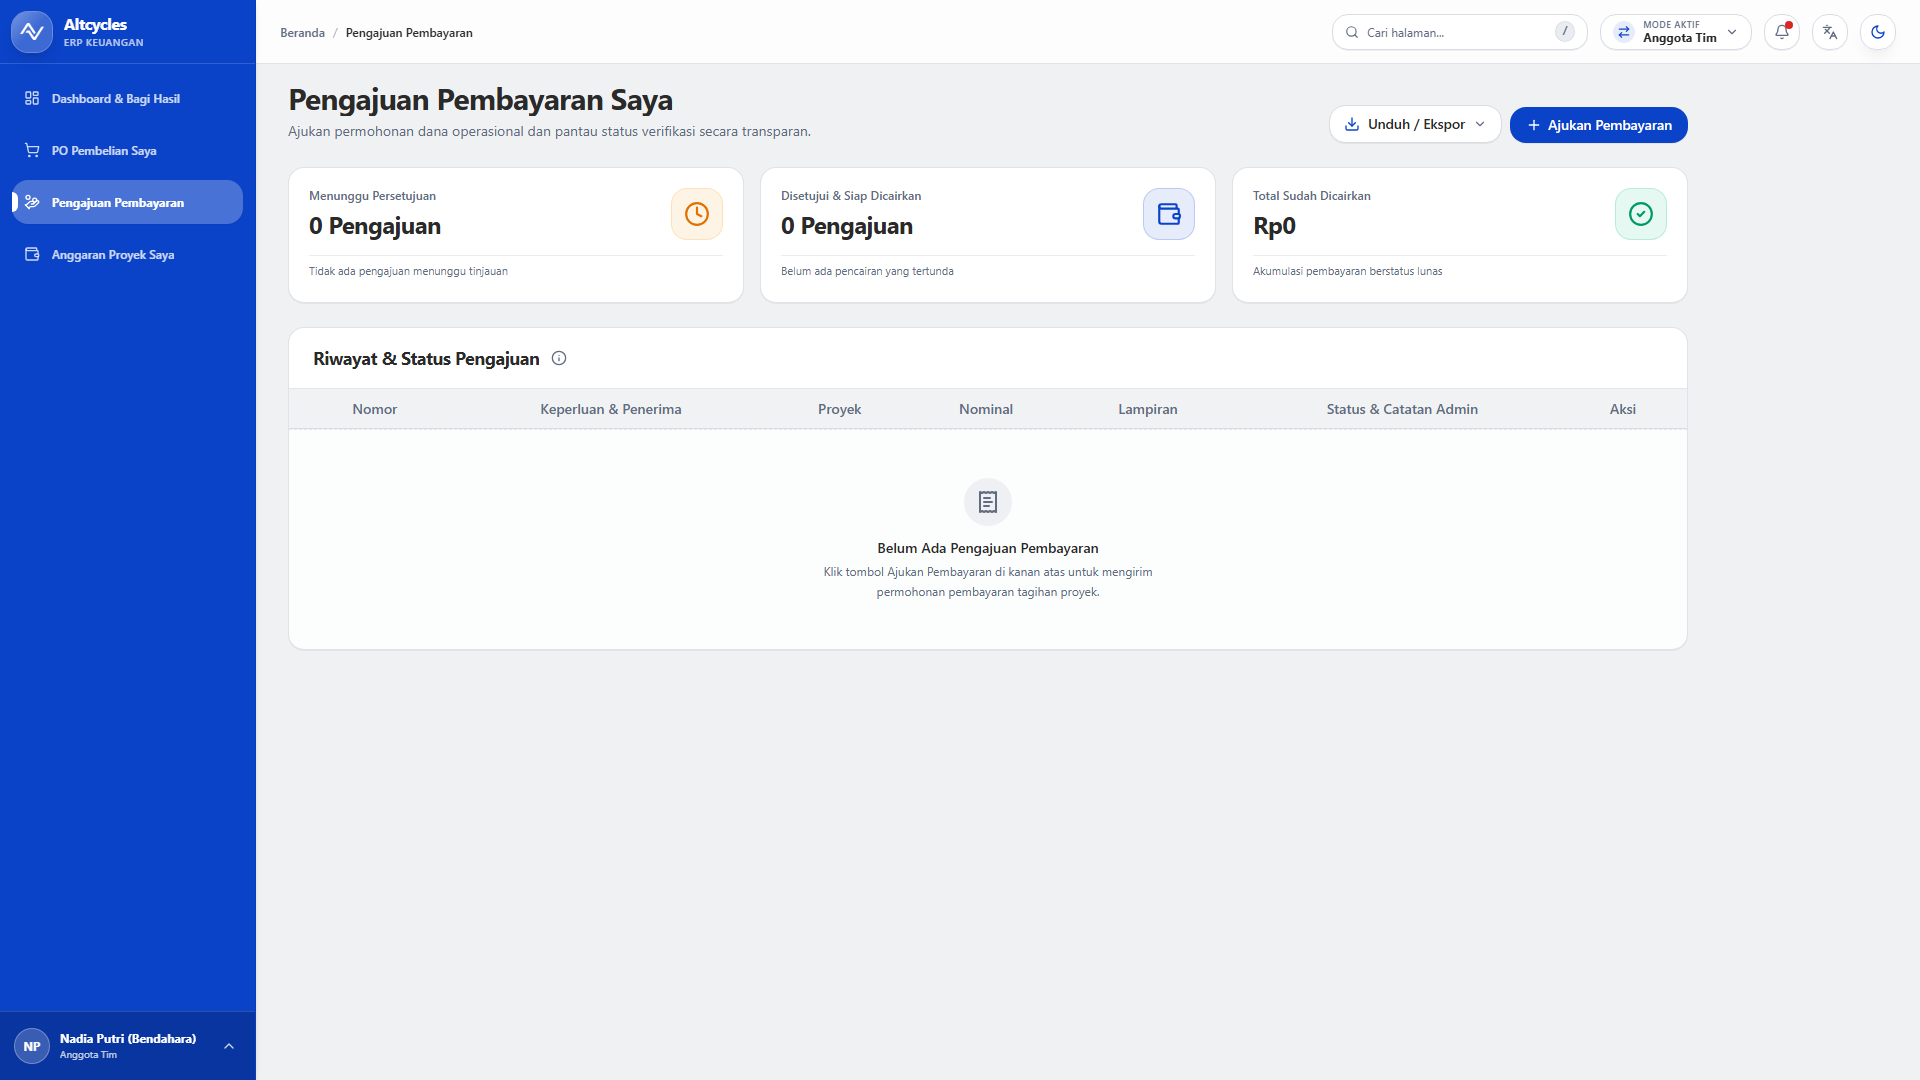 Altcycles
ERP KEUANGAN
Dashboard & Bagi Hasil
PO Pembelian Saya
Pengajuan Pembayaran
Anggaran Proyek Saya
NP
Nadia Putri (Bendahara)
Anggota Tim
Beranda / Pengajuan Pembayaran
Cari halaman... /
MODE AKTIF
Anggota Tim
Pengajuan Pembayaran Saya
Ajukan permohonan dana operasional dan pantau status verifikasi secara transparan.
Unduh / Ekspor
+ Ajukan Pembayaran
Menunggu Persetujuan
0 Pengajuan
Tidak ada pengajuan menunggu tinjauan
Disetujui & Siap Dicairkan
0 Pengajuan
Belum ada pencairan yang tertunda
Total Sudah Dicairkan
Rp0
Akumulasi pembayaran berstatus lunas
Riwayat & Status Pengajuan
Nomor Keperluan & Penerima Proyek Nominal Lampiran Status & Catatan Admin Aksi
Belum Ada Pengajuan Pembayaran
Klik tombol Ajukan Pembayaran di kanan atas untuk mengirim
permohonan pembayaran tagihan proyek.